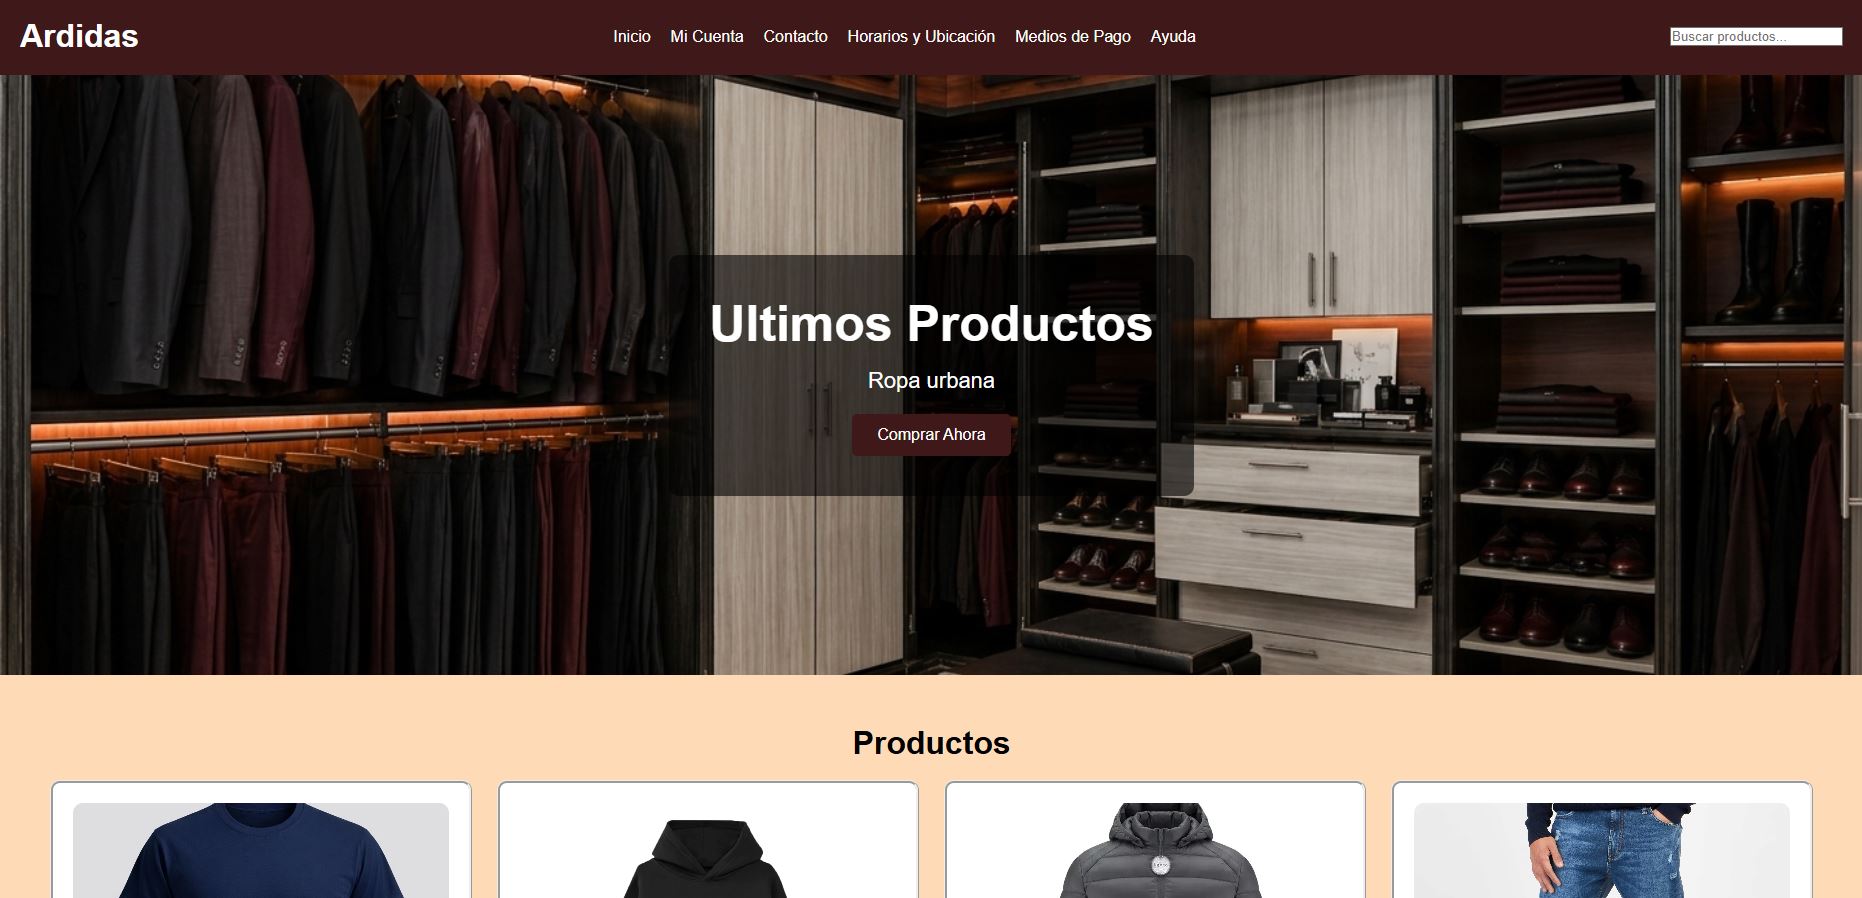 Ardidas
Inicio Mi Cuenta Contacto Horarios y Ubicación Medios de Pago Ayuda
Buscar productos...
Ultimos Productos
Ropa urbana
Comprar Ahora
Productos